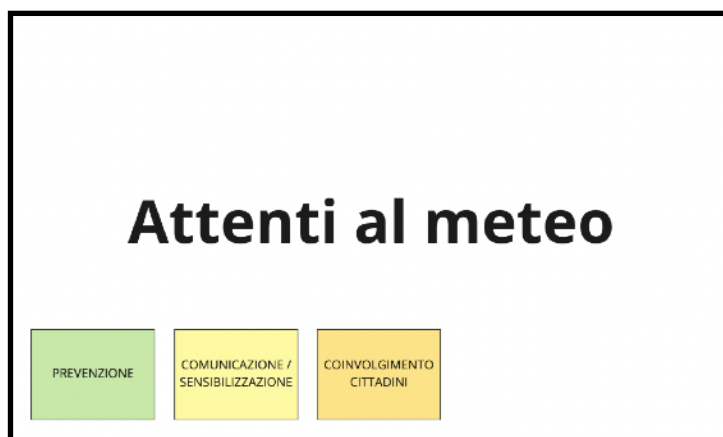 Attenti al meteo
PREVENZIONE
COMUNICAZIONE /
SENSIBILIZZAZIONE
COINVOLGIMENTO
CITTADINI